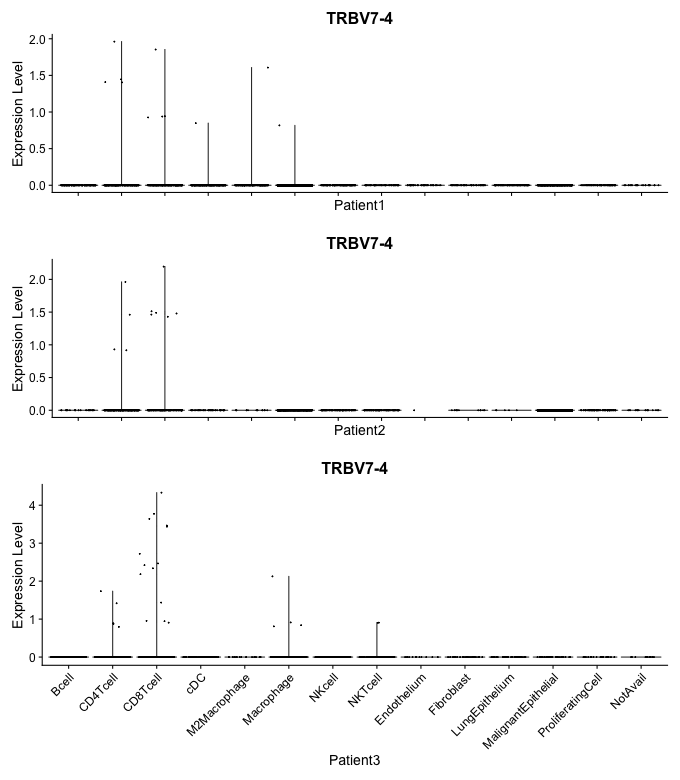 TRBV7-4
Expression Level
2.0
1.5
1.0
0.5
0.0
Patient1
TRBV7-4
Expression Level
2.0
1.5
1.0
0.5
0.0
Patient2
TRBV7-4
Expression Level
4
3
2
1
0
Bcell
CD4Tcell
CD8Tcell
cDC
M2Macrophage
Macrophage
NKcell
NKTcell
Endothelium
Fibroblast
LungEpithelium
MalignantEpithelial
ProliferatingCell
NotAvail
Patient3